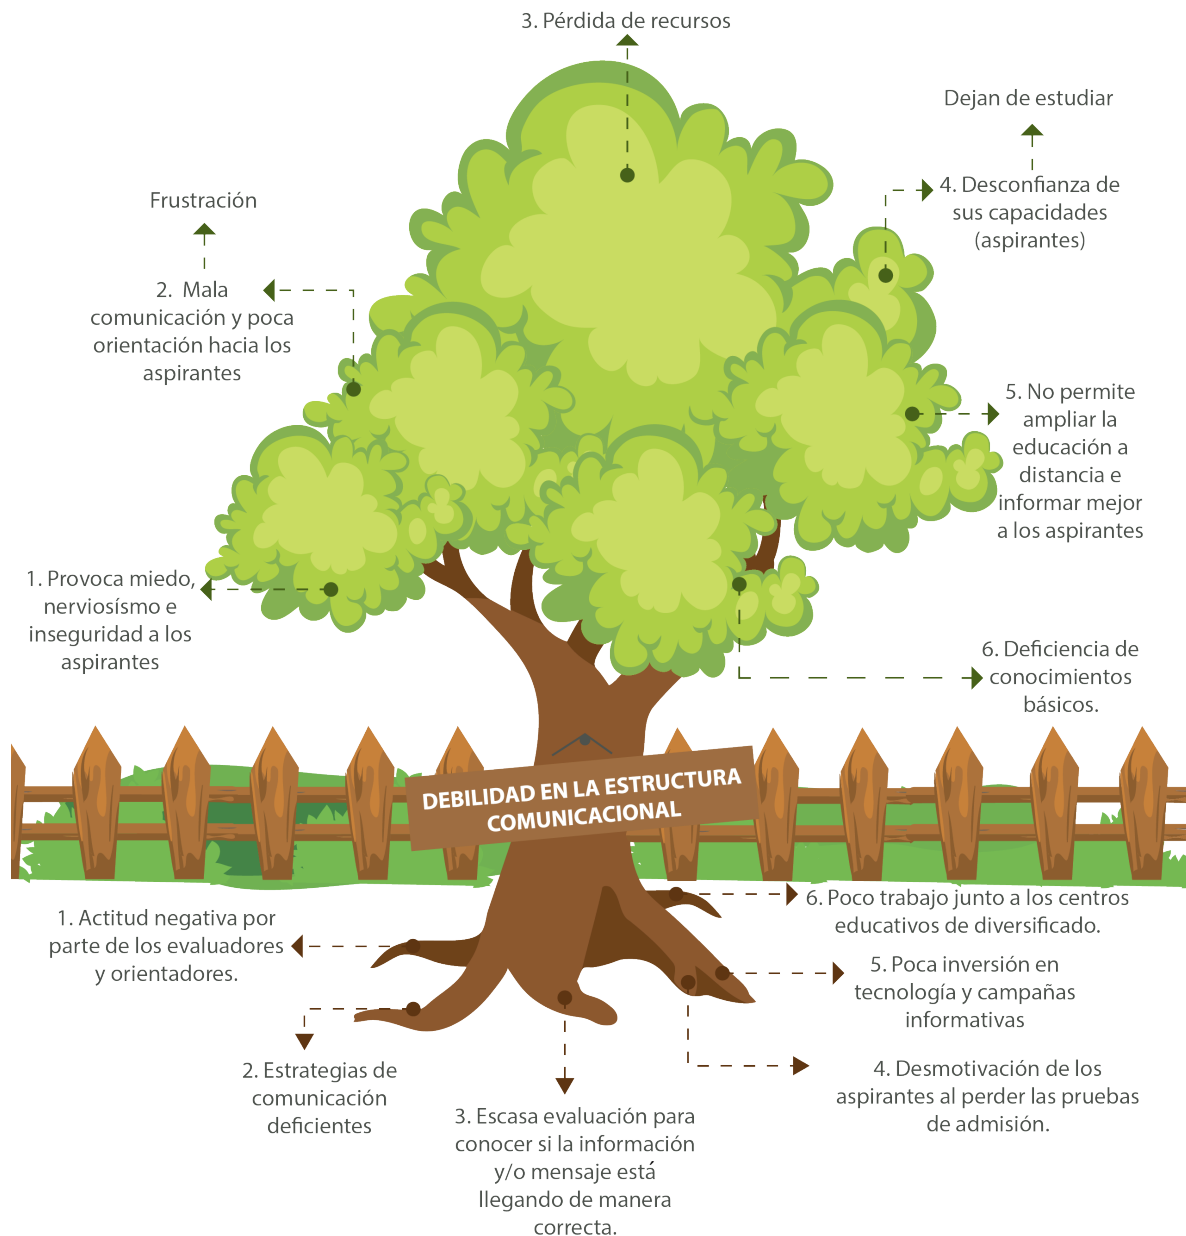 3. Pérdida de recursos
Dejan de estudiar
4. Desconfianza de
sus capacidades
(aspirantes)
Frustración
2.  Mala
comunicación y poca
orientación hacia los
aspirantes
5. No permite
ampliar la
educación a
distancia e
informar mejor
a los aspirantes
1. Provoca miedo,
nerviosísmo e
inseguridad a los
aspirantes
6. Deficiencia de
conocimientos
básicos.
DEBILIDAD EN LA ESTRUCTURA
COMUNICACIONAL
1. Actitud negativa por
parte de los evaluadores
y orientadores.
6. Poco trabajo junto a los centros
educativos de diversificado.
5. Poca inversión en
tecnología y campañas
informativas
2. Estrategias de
comunicación
deficientes
4. Desmotivación de los
aspirantes al perder las pruebas
de admisión.
3. Escasa evaluación para
conocer si la información
y/o mensaje está
llegando de manera
correcta.